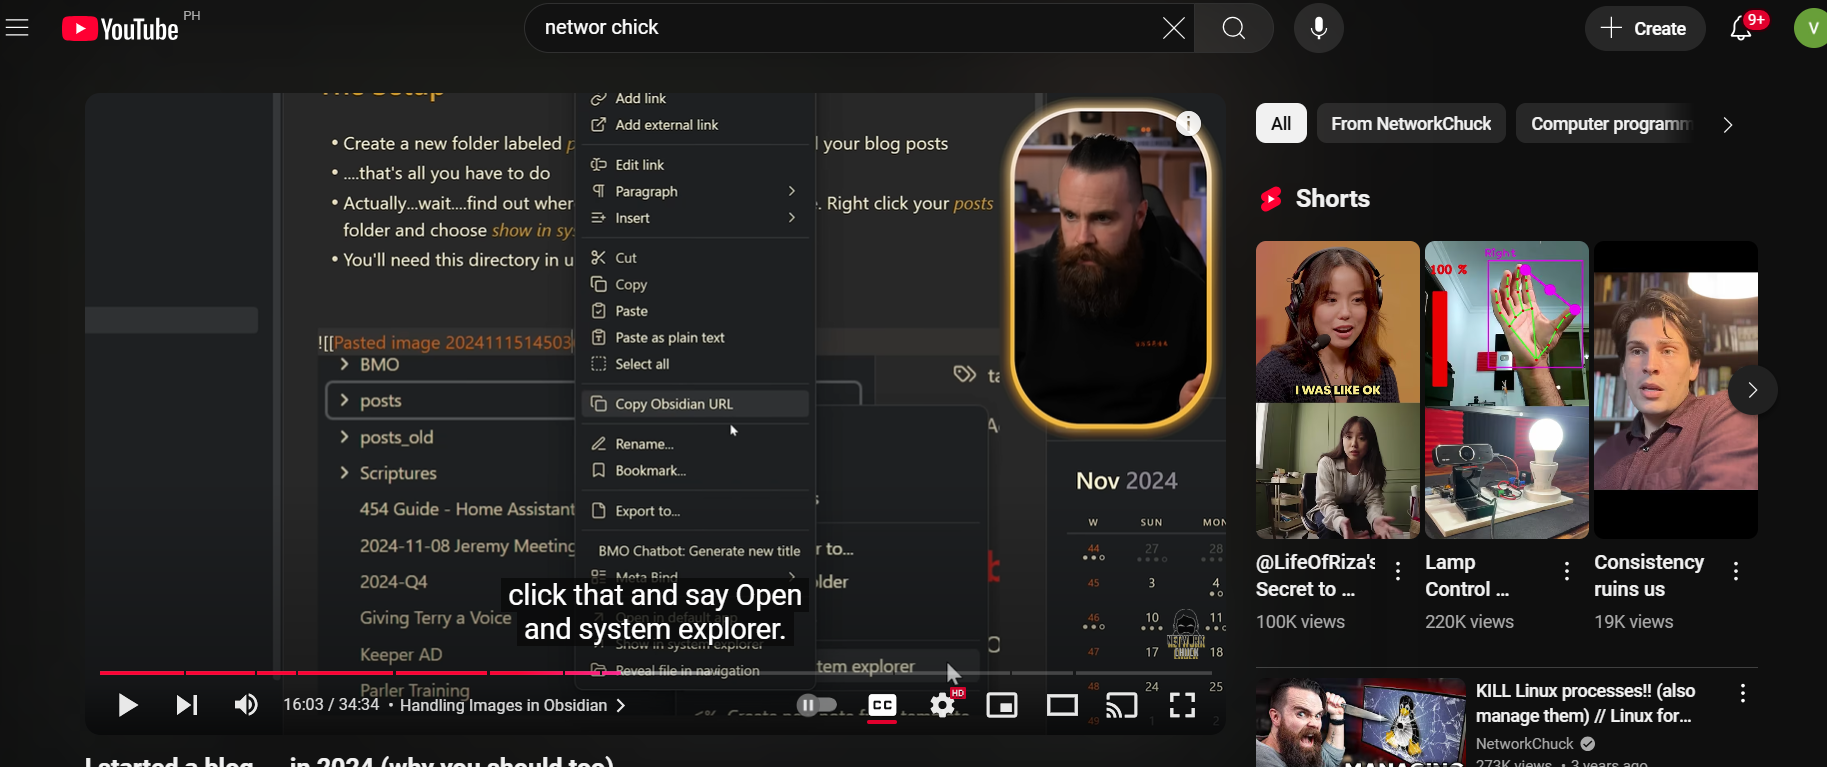 YouTube PH
networ chick
Create
9+
V
The Setup
• Create a new folder labeled
your blog posts
• ....that's all you have to do
• Actually...wait....find out
. Right click your posts
folder and choose show in
• You'll need this directory in
![[Pasted image 2024111514503
BMO
posts
posts_old
Scriptures
454 Guide - Home Assistant
2024-11-08 Jeremy Meeting
2024-Q4
Giving Terry a Voice
Keeper AD
Parler Training
Add link
Add external link
Edit link
Paragraph
Insert
Cut
Copy
Paste
Paste as plain text
Select all
Copy Obsidian URL
Rename...
Bookmark...
Export to...
BMO Chatbot: Generate new title
Meta Bind
Open in default app
Show in system explorer
Reveal file in navigation
r to...
older
tem explorer
click that and say Open
and system explorer.
Nov 2024
W SUN MON
44 27 28
45 3 4
46 10 11
47 17 18
48 24 25
49 1
NETWORK
CHUCK
16:03 / 34:34 • Handling Images in Obsidian
CC
HD
I started a blog.....in 2024 (why you should too)
All
From NetworkChuck
Computer programm
Shorts
I WAS LIKE OK
Right
100 %
@LifeOfRiza's
Secret to ...
100K views
Lamp
Control ...
220K views
Consistency
ruins us
19K views
KILL Linux processes!! (also
manage them) // Linux for...
NetworkChuck
273K views • 3 years ago
MANAGING